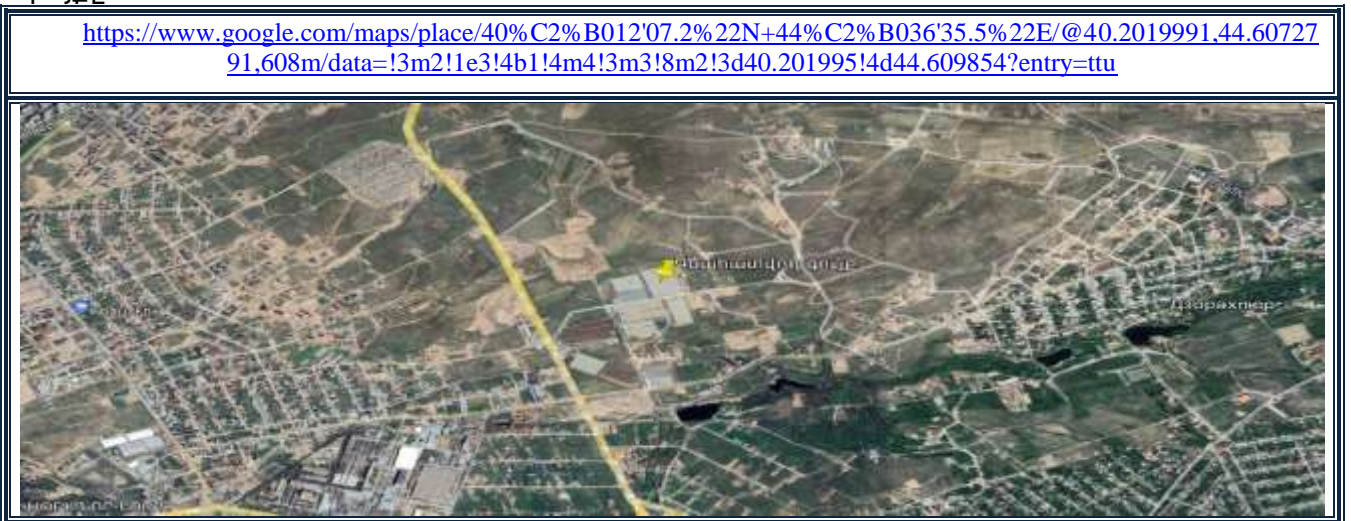 https://www.google.com/maps/place/40%C2%B012'07.2%22N+44%C2%B036'35.5%22E/@40.2019991,44.60727
91,608m/data=!3m2!1e3!4b1!4m4!3m3!8m2!3d40.201995!4d44.609854?entry=ttu
Дзорахпюр